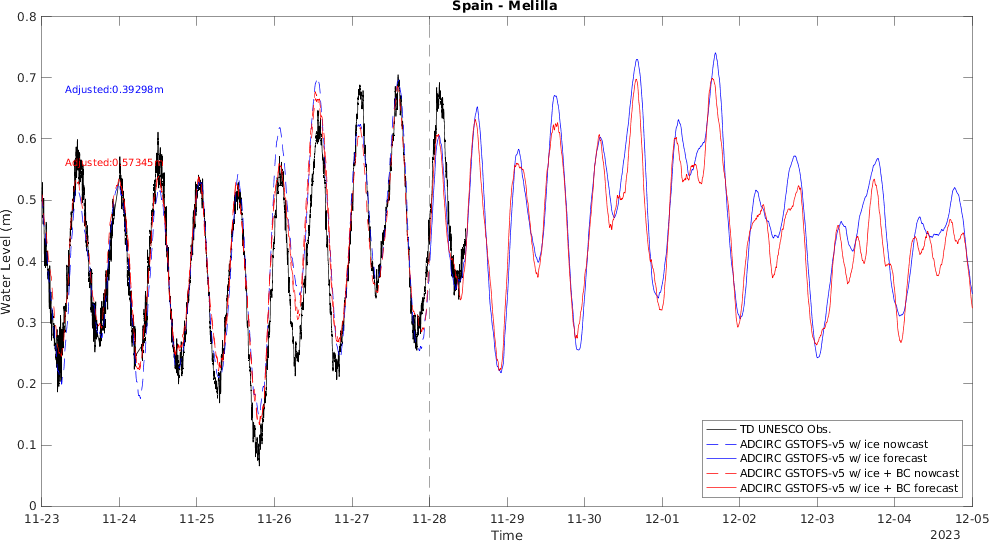 Spain - Melilla
0.8
0.7
0.6
0.5
0.4
0.3
0.2
0.1
0
Water Level (m)
Adjusted:0.39298m
Adjusted:0.57345
TD UNESCO Obs.
ADCIRC GSTOFS-v5 w/ ice nowcast
ADCIRC GSTOFS-v5 w/ ice forecast
ADCIRC GSTOFS-v5 w/ ice + BC nowcast
ADCIRC GSTOFS-v5 w/ ice + BC forecast
11-23 11-24 11-25 11-26 11-27 11-28 11-29 11-30 12-01 12-02 12-03 12-04 12-05
Time
2023